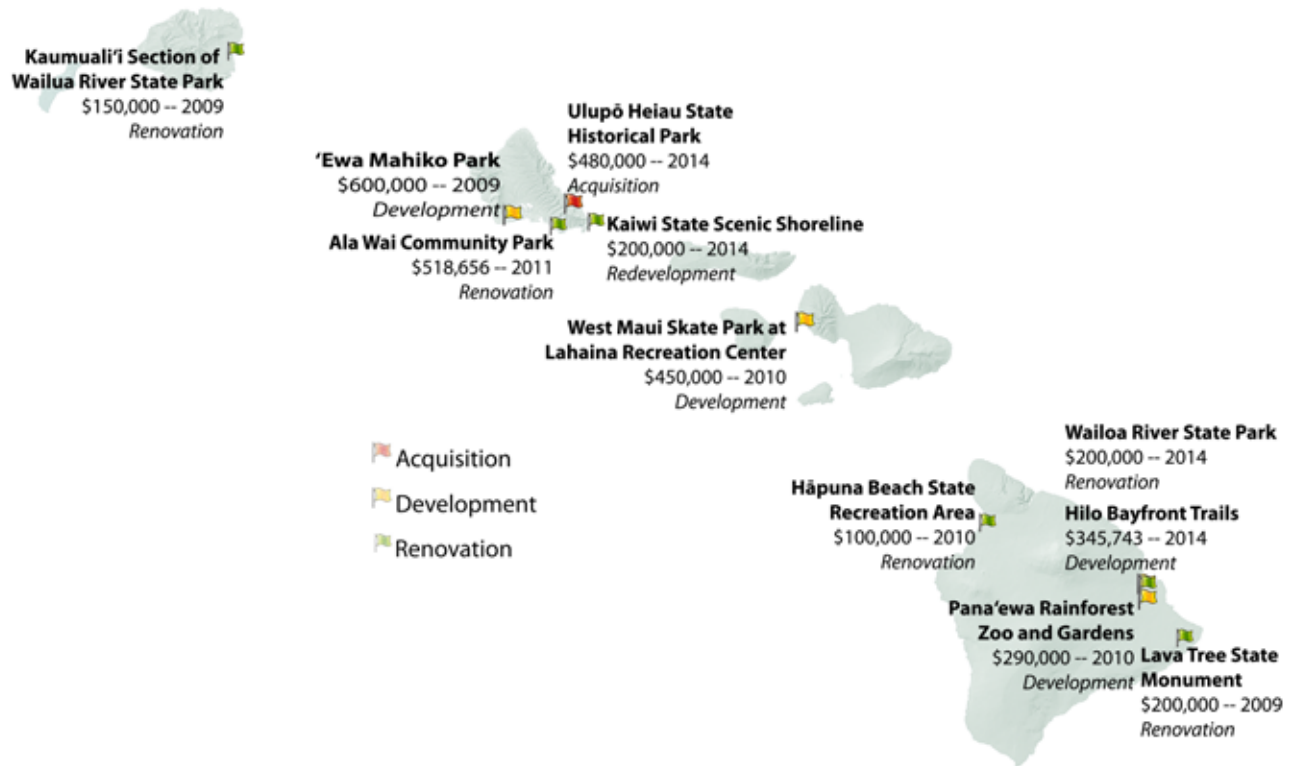 Kaumualiʻi Section of
Wailua River State Park
$150,000 -- 2009
Renovation
Ulupō Heiau State
Historical Park
$480,000 -- 2014
Acquisition
ʻEwa Mahiko Park
$600,000 -- 2009
Development
Kaiwi State Scenic Shoreline
$200,000 -- 2014
Redevelopment
Ala Wai Community Park
$518,656 -- 2011
Renovation
West Maui Skate Park at
Lahaina Recreation Center
$450,000 -- 2010
Development
Acquisition
Development
Renovation
Wailoa River State Park
$200,000 -- 2014
Renovation
Hāpuna Beach State
Recreation Area
$100,000 -- 2010
Renovation
Hilo Bayfront Trails
$345,743 -- 2014
Development
Panaʻewa Rainforest
Zoo and Gardens
$290,000 -- 2010
Development
Lava Tree State
Monument
$200,000 -- 2009
Renovation